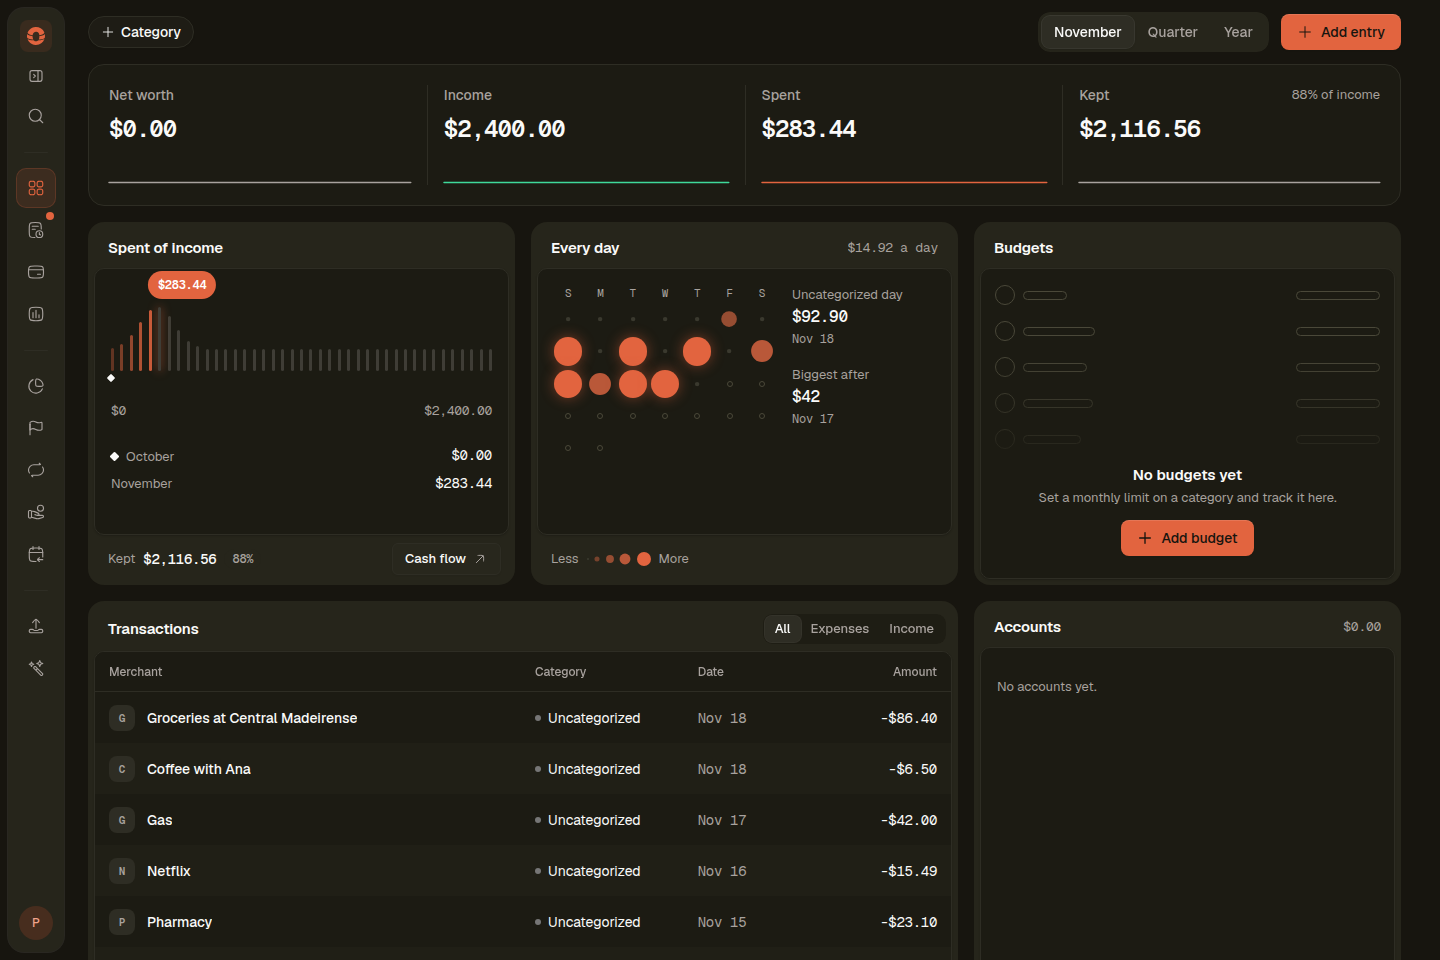 Category
November Quarter Year
Add entry
Net worth
$0.00
Income
$2,400.00
Spent
$283.44
Kept
88% of income
$2,116.56
Spent of Income
$283.44
$0 $2,400.00
October $0.00
November $283.44
Kept $2,116.56 88%
Cash flow
Every day
$14.92 a day
S M T W T F S
Uncategorized day
$92.90
Nov 18
Biggest after
$42
Nov 17
Less More
Budgets
No budgets yet
Set a monthly limit on a category and track it here.
Add budget
Transactions
All Expenses Income
Merchant Category Date Amount
G Groceries at Central Madeirense Uncategorized Nov 18 -$86.40
C Coffee with Ana Uncategorized Nov 18 -$6.50
G Gas Uncategorized Nov 17 -$42.00
N Netflix Uncategorized Nov 16 -$15.49
P Pharmacy Uncategorized Nov 15 -$23.10
Accounts
$0.00
No accounts yet.
P